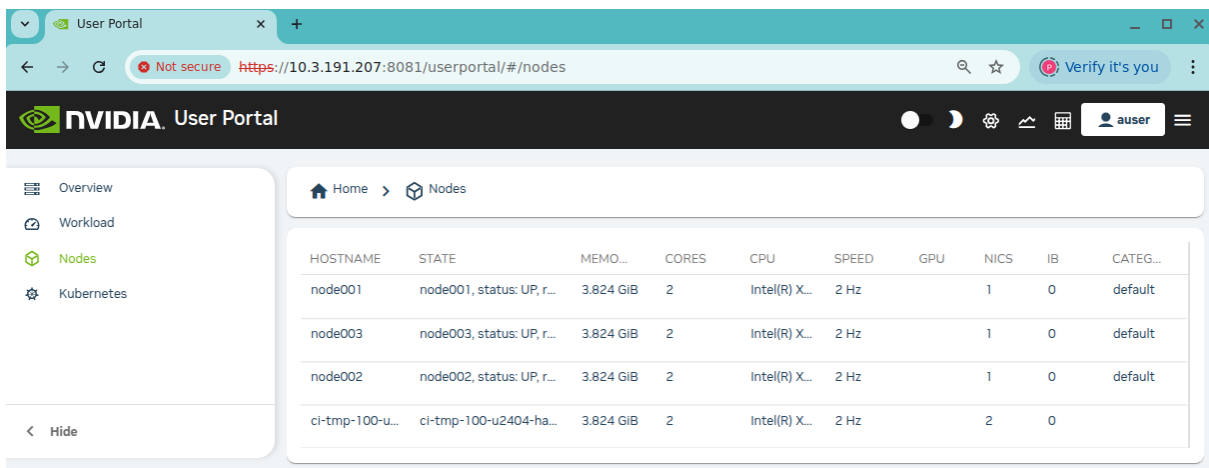 User Portal
Not secure https://10.3.191.207:8081/userportal/#/nodes Verify it's you
NVIDIA. User Portal auser
Overview
Workload
Nodes
Kubernetes
Hide
Home > Nodes
HOSTNAME STATE MEMO... CORES CPU SPEED GPU NICS IB CATEG...
node001 node001, status: UP, r... 3.824 GiB 2 Intel(R) X... 2 Hz 1 0 default
node003 node003, status: UP, r... 3.824 GiB 2 Intel(R) X... 2 Hz 1 0 default
node002 node002, status: UP, r... 3.824 GiB 2 Intel(R) X... 2 Hz 1 0 default
ci-tmp-100-u... ci-tmp-100-u2404-ha... 3.824 GiB 2 Intel(R) X... 2 Hz 2 0